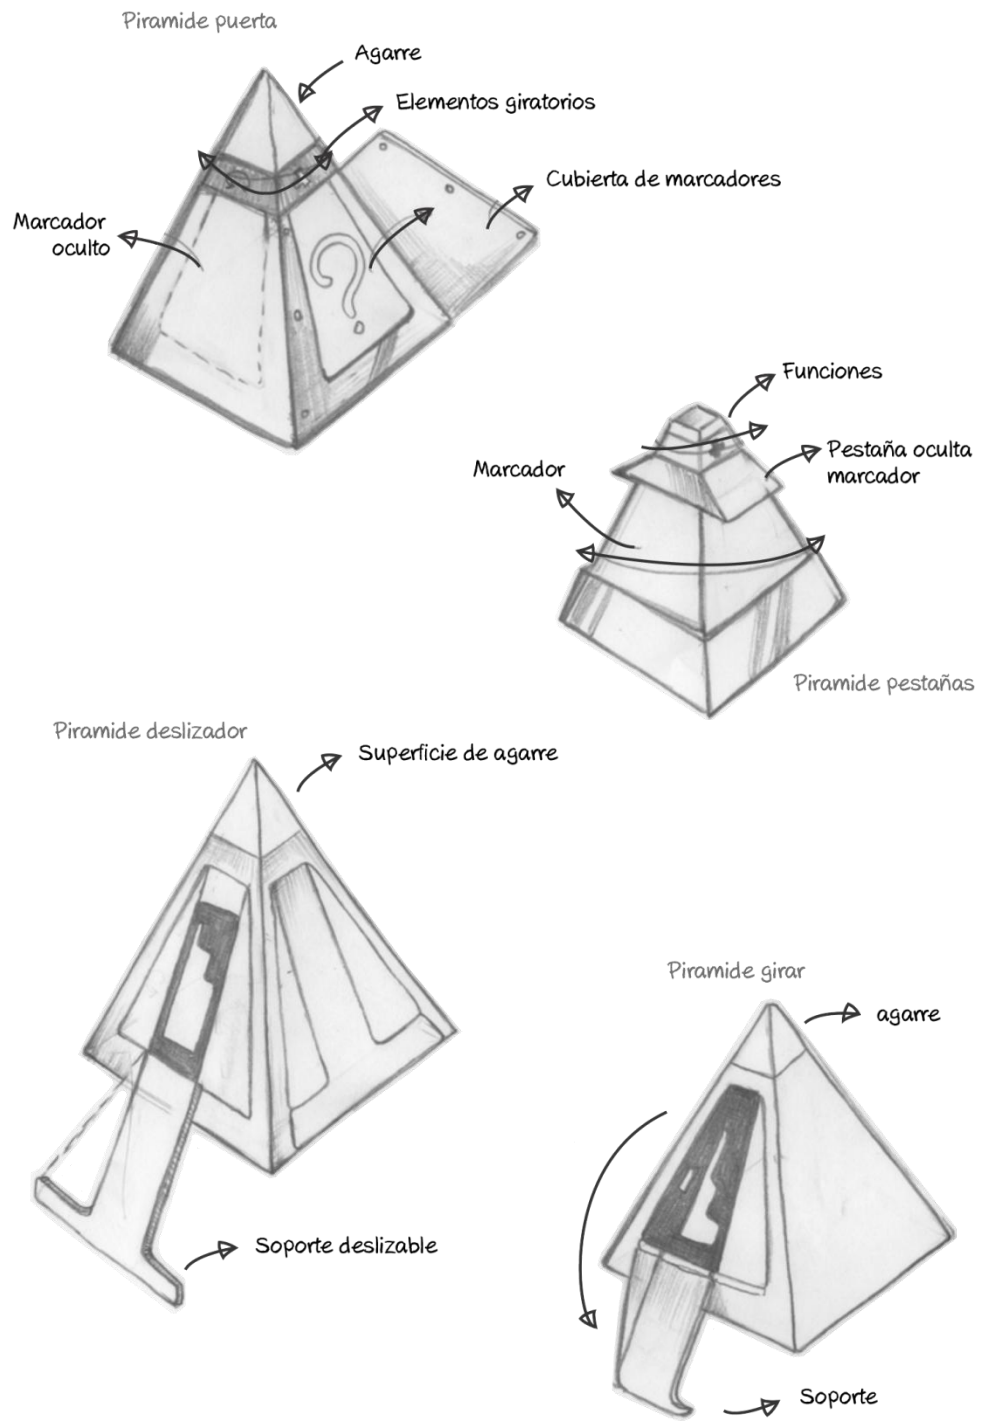 Piramide puerta
Agarre
Elementos giratorios
Cubierta de marcadores
Marcador
oculto
?
Funciones
Pestaña oculta
marcador
Marcador
Piramide pestañas
Piramide deslizador
Superficie de agarre
Soporte deslizable
Piramide girar
agarre
Soporte